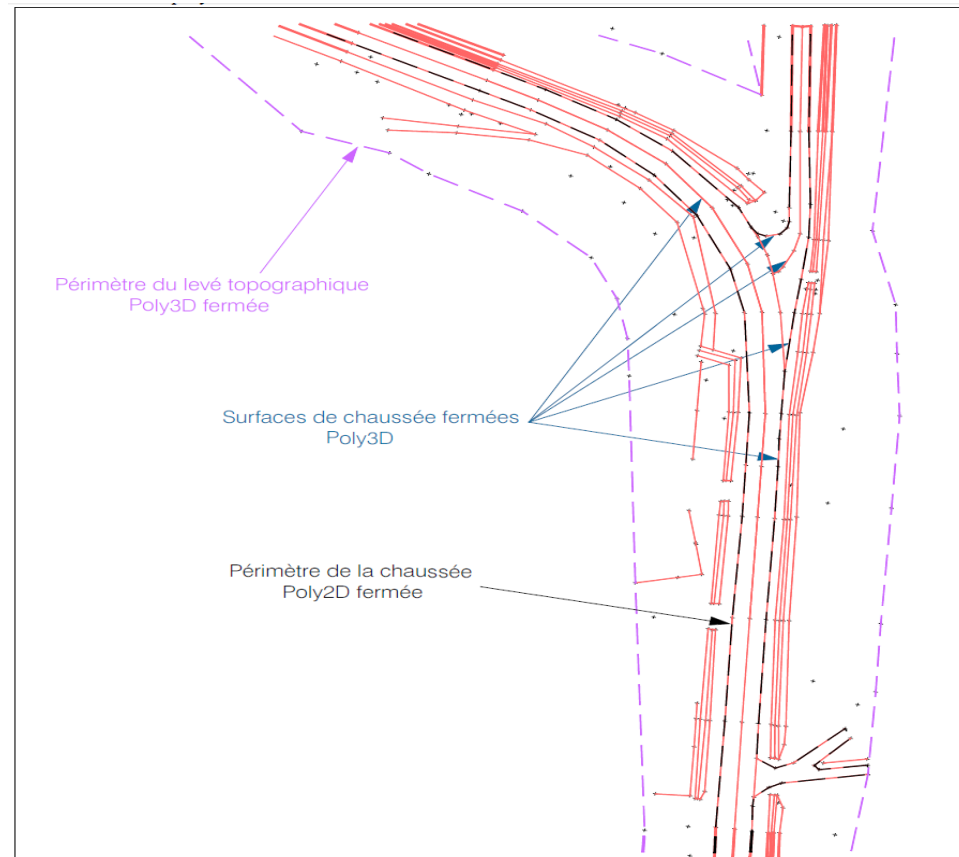 Périmètre du levé topographique
Poly3D fermée
Surfaces de chaussée fermées
Poly3D
Périmètre de la chaussée
Poly2D fermée